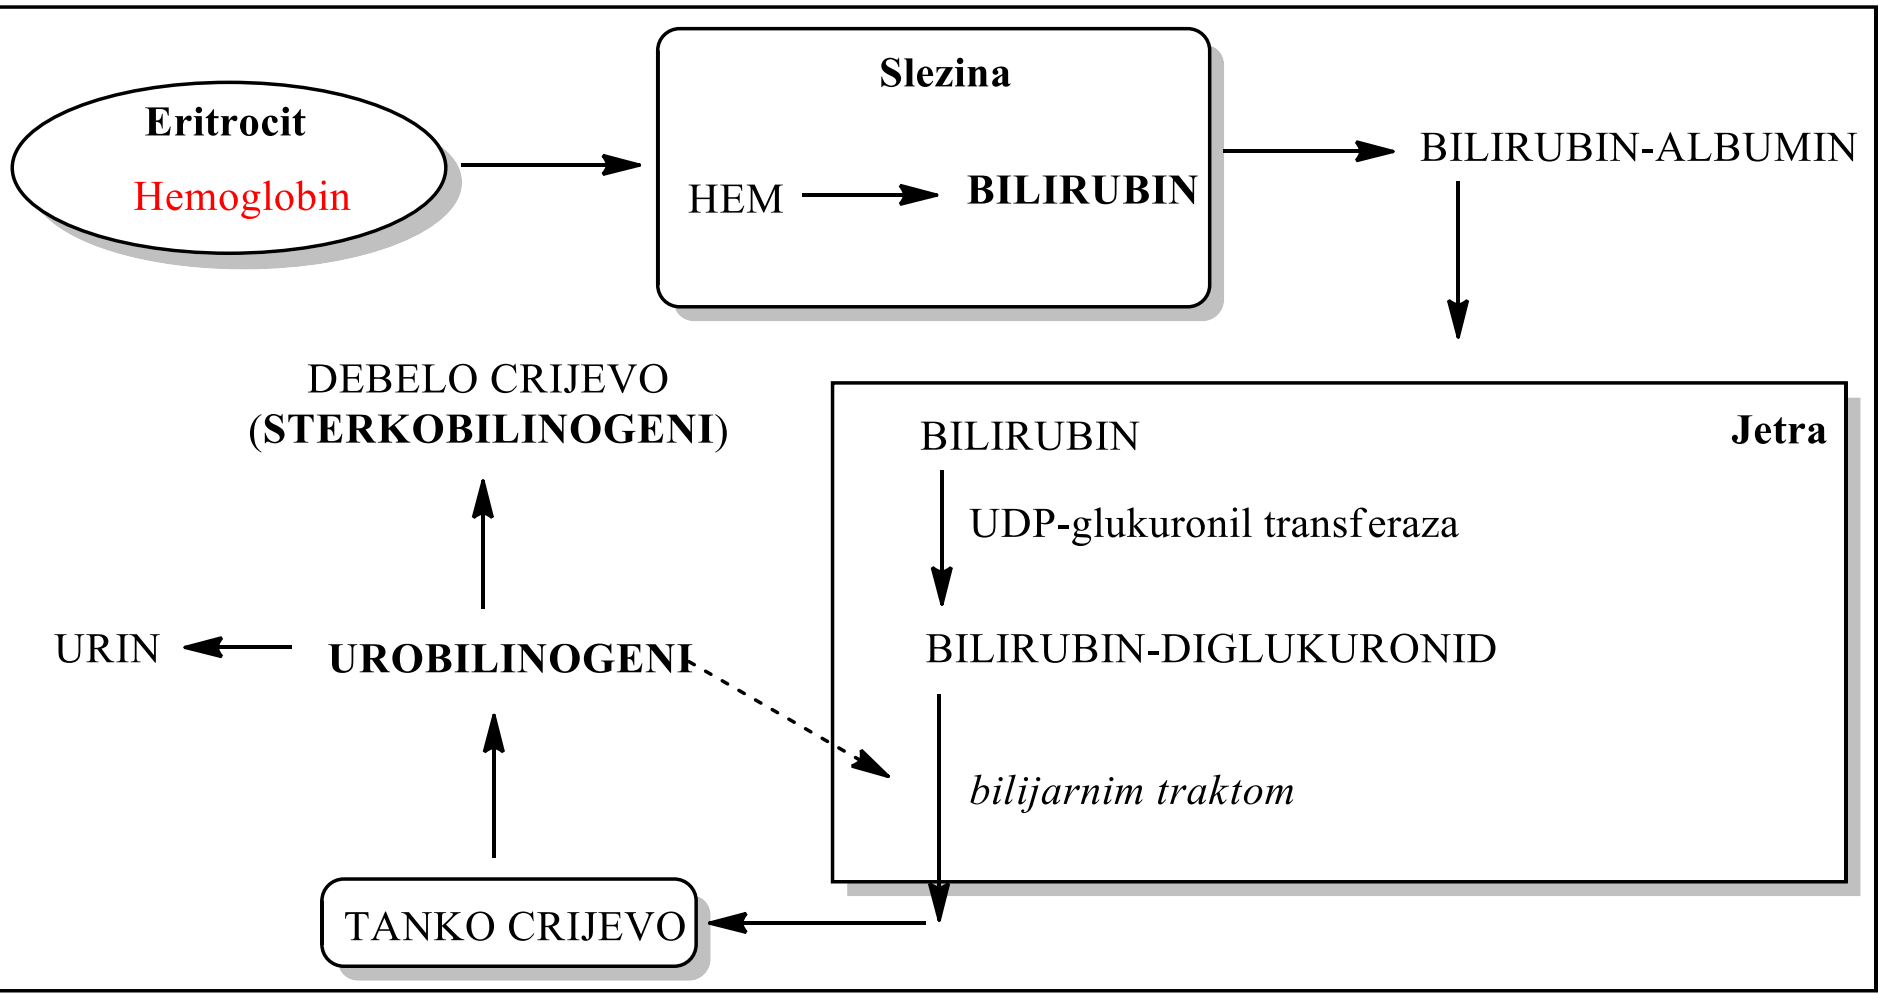 Eritrocit
Hemoglobin
Slezina
HEM
BILIRUBIN
BILIRUBIN-ALBUMIN
Jetra
BILIRUBIN
UDP-glukuronil transferaza
BILIRUBIN-DIGLUKURONID
bilijarnim traktom
TANKO CRIJEVO
UROBILINOGENI
URIN
DEBELO CRIJEVO
(STERKOBILINOGENI)